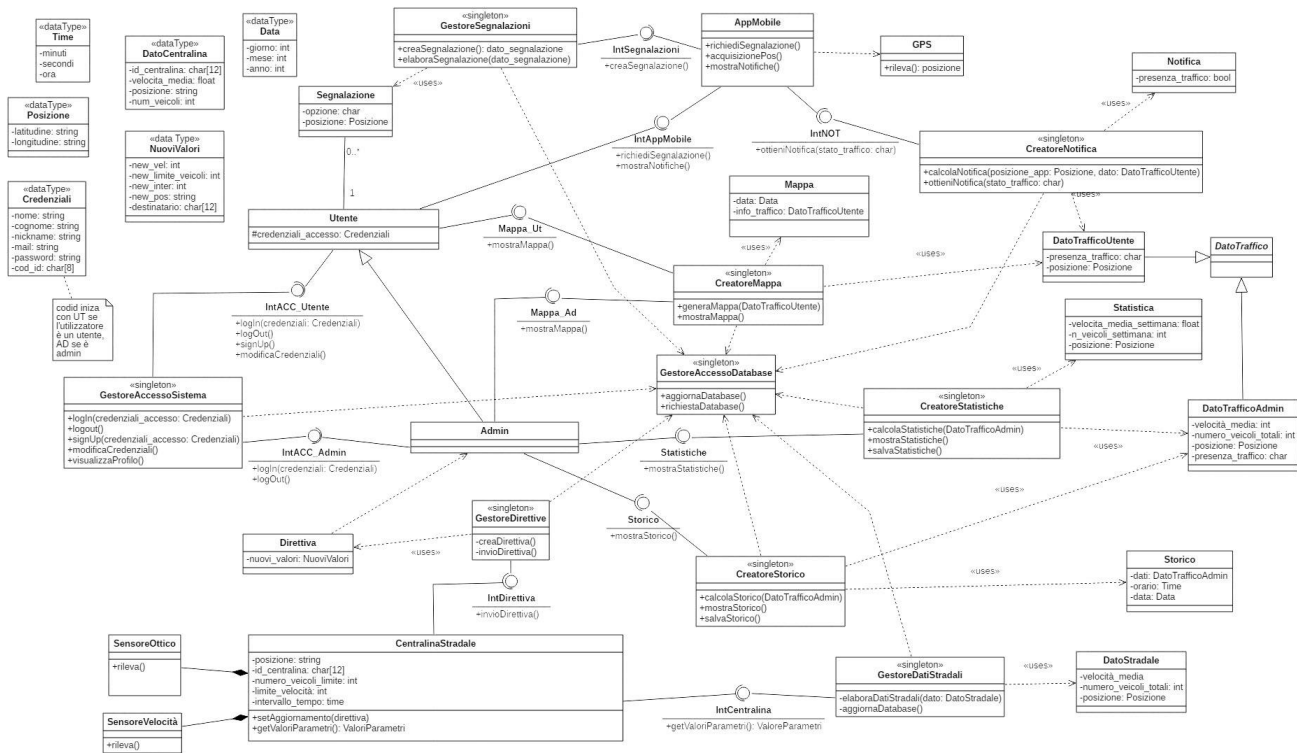 «dataType»
Time
-minuti
-secondi
-ora
«dataType»
DatoCentralina
-id_centralina: char[12]
-velocita_media: float
-posizione: string
-num_veicoli: int
«dataType»
Data
-giorno: int
-mese: int
-anno: int
«dataType»
Posizione
-latitudine: string
-longitudine: string
«data Type»
NuoviValori
-new_vel: int
-new_limite_veicoli: int
-new_inter: int
-new_pos: string
-destinatario: char[12]
«dataType»
Credenziali
-nome: string
-cognome: string
-nickname: string
-mail: string
-password: string
-cod_id: char[8]
codid iniza
con UT se
l'utilizzatore
è un utente,
AD se è
admin
«singleton»
GestoreSegnalazioni
+creaSegnalazione(): dato_segnalazione
+elaboraSegnalazione(dato_segnalazione)
IntSegnalazioni
+creaSegnalazione()
AppMobile
+richiediSegnalazione()
+acquisizionePos()
+mostraNotifiche()
GPS
+rileva(): posizione
Notifica
-presenza_traffico: bool
«uses»
Segnalazione
-opzione: char
-posizione: Posizione
«uses»
0..*
1
IntAppMobile
+richiediSegnalazione()
+mostraNotifiche()
IntNOT
+ottieniNotifica(stato_traffico: char)
«singleton»
CreatoreNotifica
+calcolaNotifica(posizione_app: Posizione, dato: DatoTrafficoUtente)
+ottieniNotifica(stato_traffico: char)
«uses»
Utente
#credenziali_accesso: Credenziali
Mappa_Ut
+mostraMappa()
Mappa
-data: Data
-info_traffico: DatoTrafficoUtente
«uses»
DatoTrafficoUtente
-presenza_traffico: char
-posizione: Posizione
DatoTraffico
«uses»
«singleton»
CreatoreMappa
+generaMappa(DatoTrafficoUtente)
+mostraMappa()
IntACC_Utente
+logIn(credenziali: Credenziali)
+logOut()
+signUp()
+modificaCredenziali()
Mappa_Ad
+mostraMappa()
Statistica
-velocita_media_settimana: float
-n_veicoli_settimana: int
-posizione: Posizione
«uses»
«singleton»
GestoreAccessoDatabase
+aggiornaDatabase()
+richiestaDatabase()
«singleton»
GestoreAccessoSistema
+logIn(credenziali_accesso: Credenziali)
+logout()
+signUp(credenziali_accesso: Credenziali)
+modificaCredenziali()
+visualizzaProfilo()
IntACC_Admin
+logIn(credenziali: Credenziali)
+logOut()
Admin
Statistiche
+mostraStatistiche()
«singleton»
CreatoreStatistiche
+calcolaStatistiche(DatoTrafficoAdmin)
+mostraStatistiche()
+salvaStatistiche()
«uses»
DatoTrafficoAdmin
-velocità_media: int
-numero_veicoli_totali: int
-posizione: Posizione
-presenza_traffico: char
«uses»
Direttiva
-nuovi_valori: NuoviValori
«uses»
«singleton»
GestoreDirettive
-creaDirettiva()
-invioDirettiva()
Storico
+mostraStorico()
IntDirettiva
+invioDirettiva()
«singleton»
CreatoreStorico
+calcolaStorico(DatoTrafficoAdmin)
+mostraStorico()
+salvaStorico()
«uses»
Storico
-dati: DatoTrafficoAdmin
-orario: Time
-data: Data
SensoreOttico
+rileva()
SensoreVelocità
+rileva()
CentralinaStradale
-posizione: string
-id_centralina: char[12]
-numero_veicoli_limite: int
-limite_velocità: int
-intervallo_tempo: time
+setAggiornamento(direttiva)
+getValoriParametri(): ValoriParametri
IntCentralina
+getValoriParametri(): ValoreParametri
«singleton»
GestoreDatiStradali
-elaboraDatiStradali(dato: DatoStradale)
-aggiornaDatabase()
«uses»
DatoStradale
-velocità_media
-numero_veicoli_totali: int
-posizione: Posizione